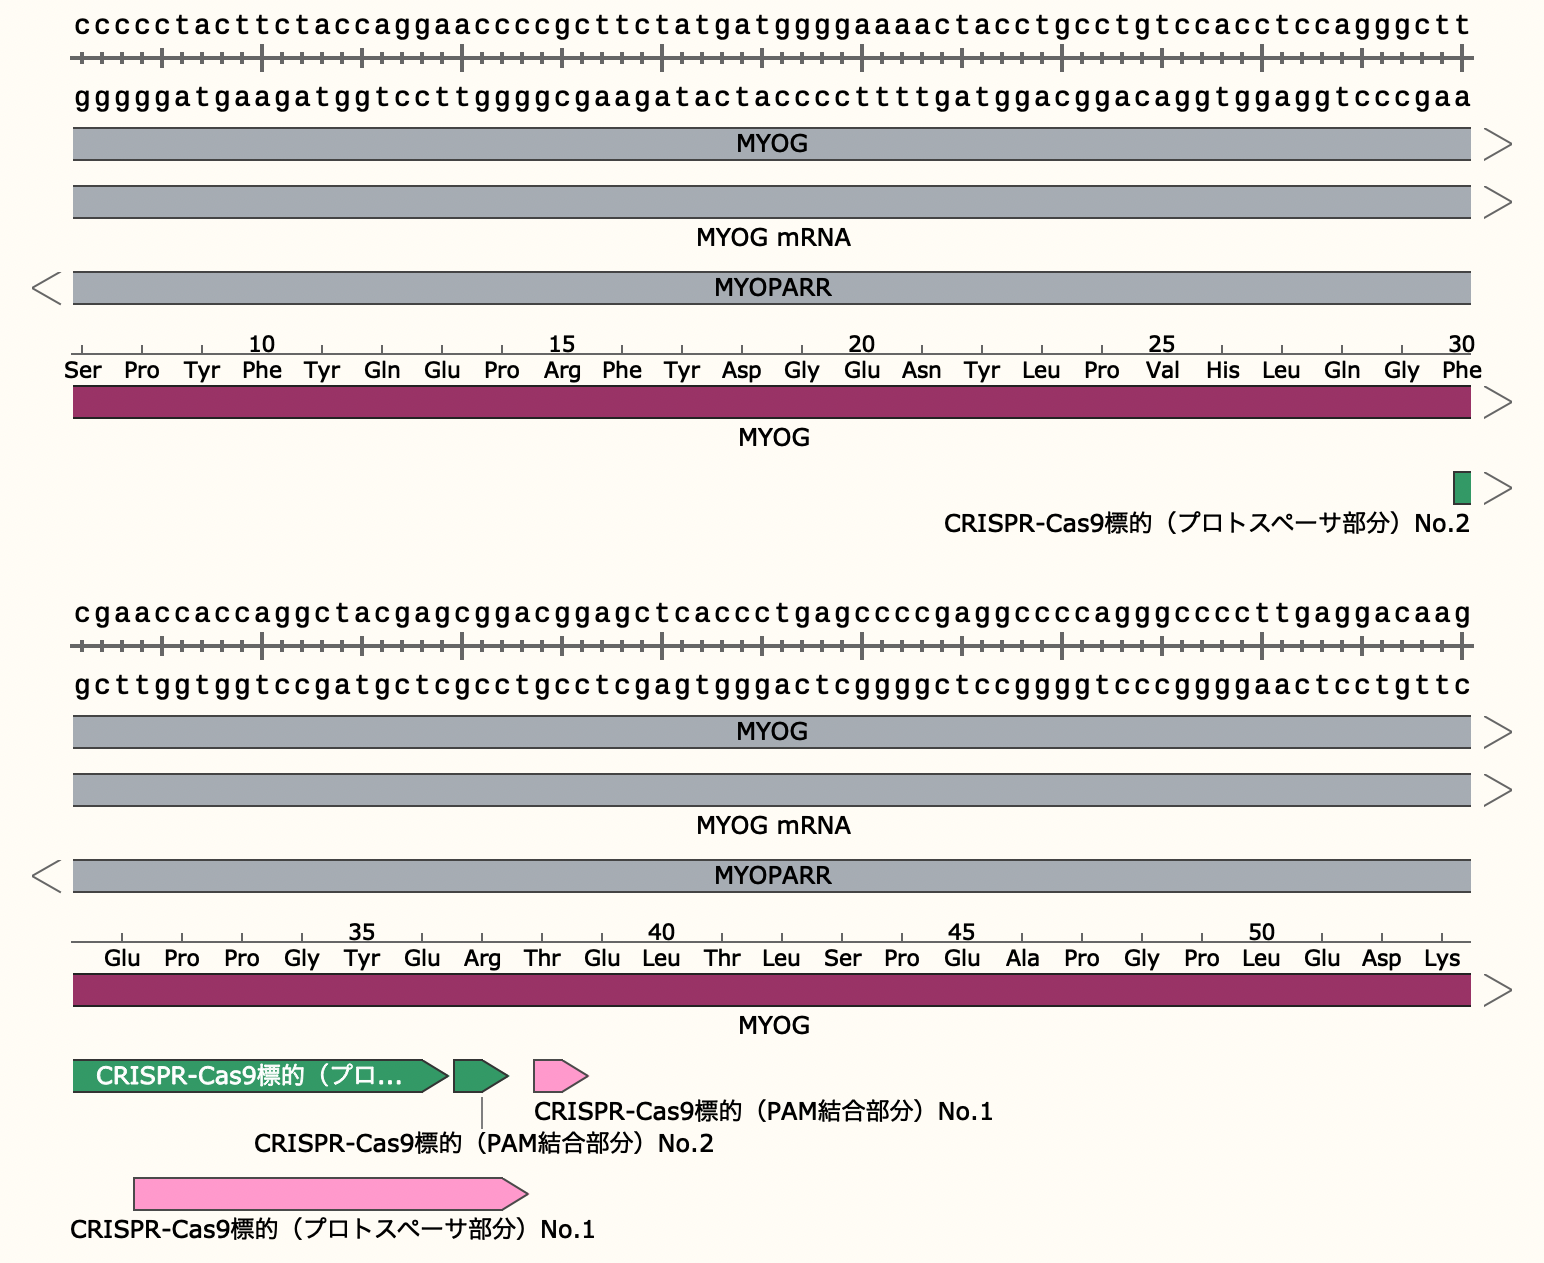 ccccctacttctaccaggaaccccgcttctatgatggggaaaactacctgcctgtccacctccagggctt
gggggatgaagatggtccttggggcgaagatactaccccttttgatggacggacaggtggaggtcccgaa
MYOG
MYOG mRNA
MYOPARR
10 15 20 25 30
Ser Pro Tyr Phe Tyr Gln Glu Pro Arg Phe Tyr Asp Gly Glu Asn Tyr Leu Pro Val His Leu Gln Gly Phe
MYOG
CRISPR-Cas9標的（プロトスペーサ部分）No.2
cgaaccaccaggctacgagcggacggagctcaccctgagccccgaggccccagggccccttgaggacaag
gcttggtggtccgatgctcgcctgcctcgagtgggactcggggctccggggtcccggggaactcctgttc
MYOG
MYOG mRNA
MYOPARR
35 40 45 50
Glu Pro Pro Gly Tyr Glu Arg Thr Glu Leu Thr Leu Ser Pro Glu Ala Pro Gly Pro Leu Glu Asp Lys
MYOG
CRISPR-Cas9標的（プロ...
CRISPR-Cas9標的（PAM結合部分）No.1
CRISPR-Cas9標的（PAM結合部分）No.2
CRISPR-Cas9標的（プロトスペーサ部分）No.1